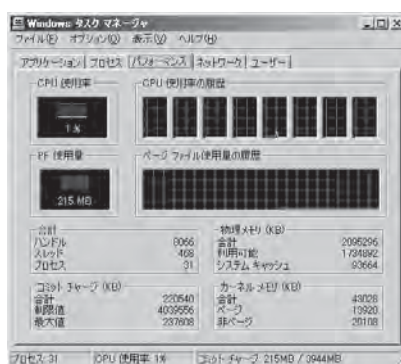 Windows タスク マネージャ
ファイル(F) オプション(O) 表示(V) ヘルプ(H)
アプリケーション プロセス パフォーマンス ネットワーク ユーザー
CPU 使用率
CPU 使用率の履歴
1 %
PF 使用量
ページ ファイル使用量の履歴
215 MB
合計
ハンドル 8066
スレッド 468
プロセス 31
物理メモリ (KB)
合計 2095296
利用可能 1734892
システム キャッシュ 93664
コミット チャージ (KB)
合計 220540
制限値 4039556
最大値 237608
カーネル メモリ (KB)
合計 43028
ページ 19920
非ページ 20108
プロセス: 31 CPU 使用率: 1% コミット チャージ: 215MB / 3944MB